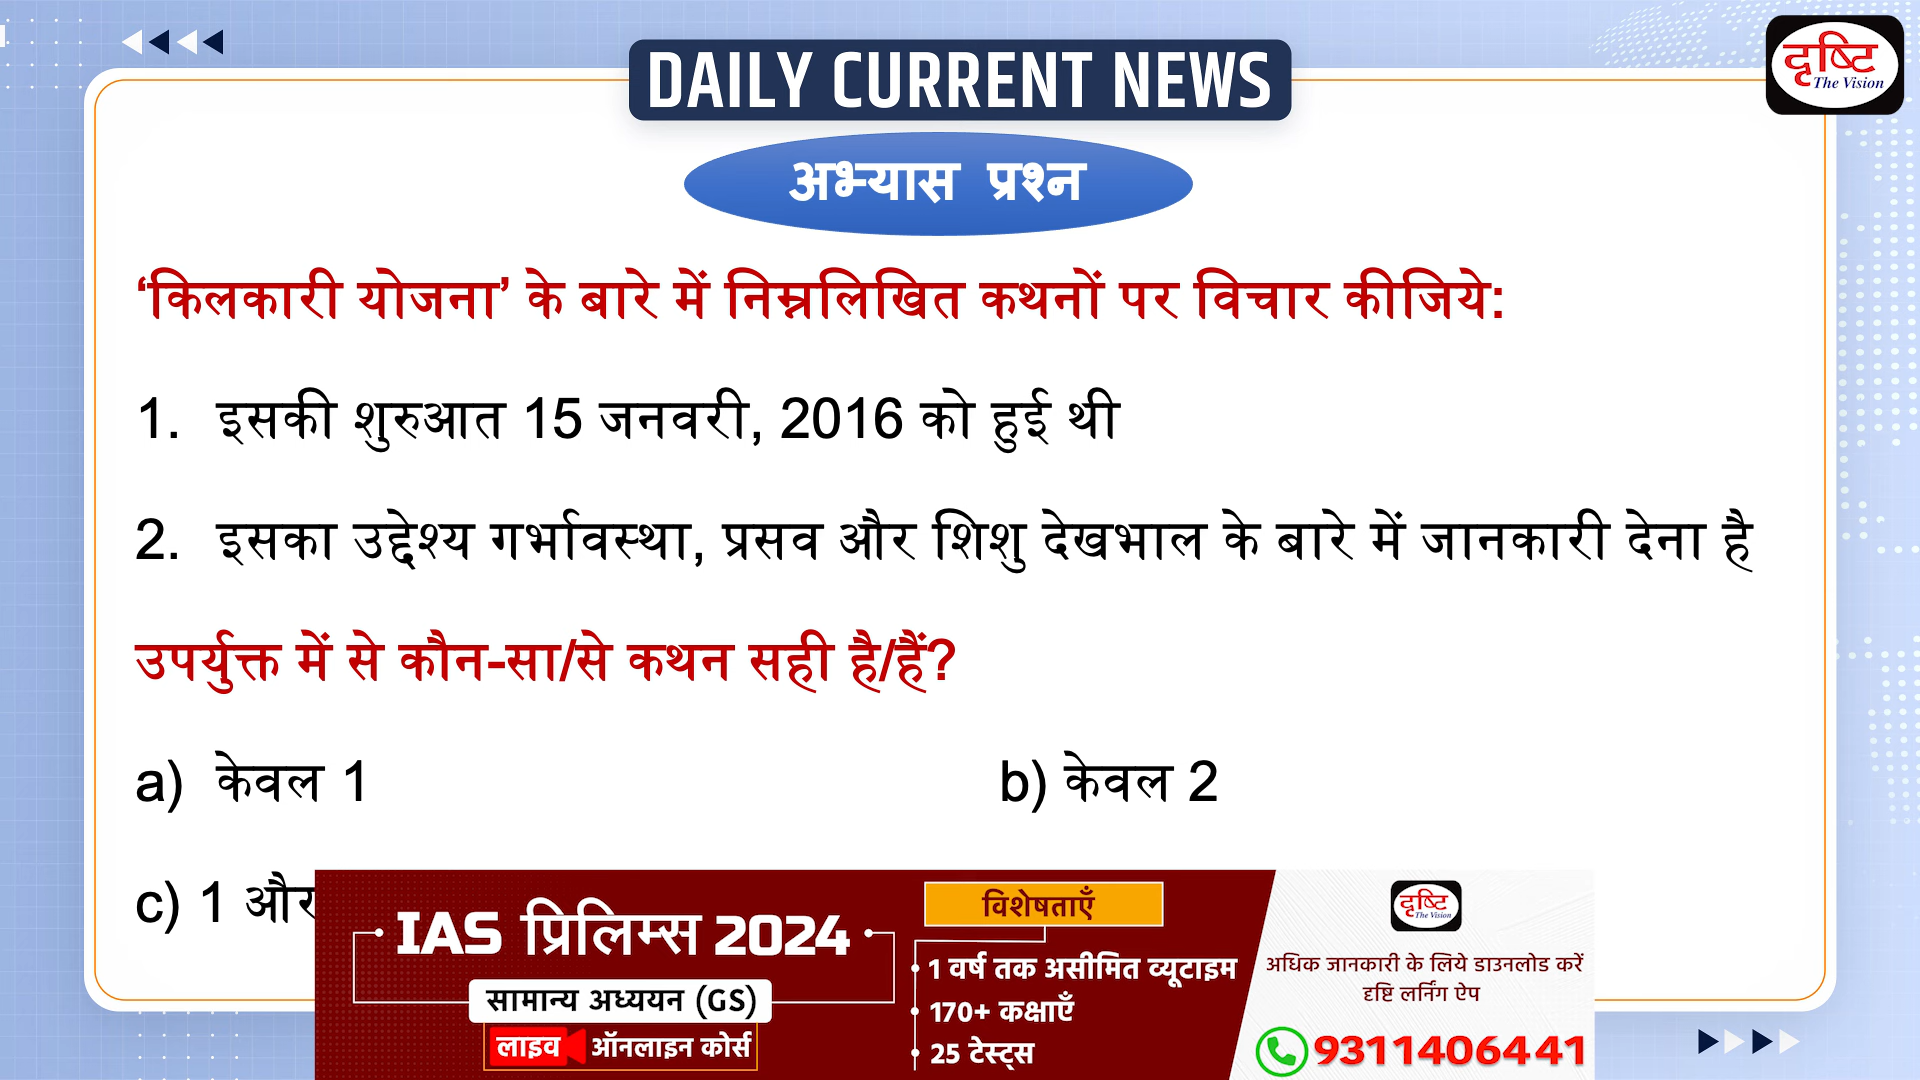 DAILY CURRENT NEWS
दृष्टि
The Vision
अभ्यास प्रश्न
‘किलकारी योजना’ के बारे में निम्नलिखित कथनों पर विचार कीजिये:
1. इसकी शुरुआत 15 जनवरी, 2016 को हुई थी
2. इसका उद्देश्य गर्भावस्था, प्रसव और शिशु देखभाल के बारे में जानकारी देना है
उपर्युक्त में से कौन-सा/से कथन सही है/हैं?
a) केवल 1 b) केवल 2
c) 1 और
IAS प्रिलिम्स 2024
सामान्य अध्ययन (GS)
लाइव ऑनलाइन कोर्स
विशेषताएँ
• 1 वर्ष तक असीमित व्यूटाइम
• 170+ कक्षाएँ
• 25 टेस्ट्स
दृष्टि
The Vision
अधिक जानकारी के लिये डाउनलोड करें
दृष्टि लर्निंग ऐप
9311406441